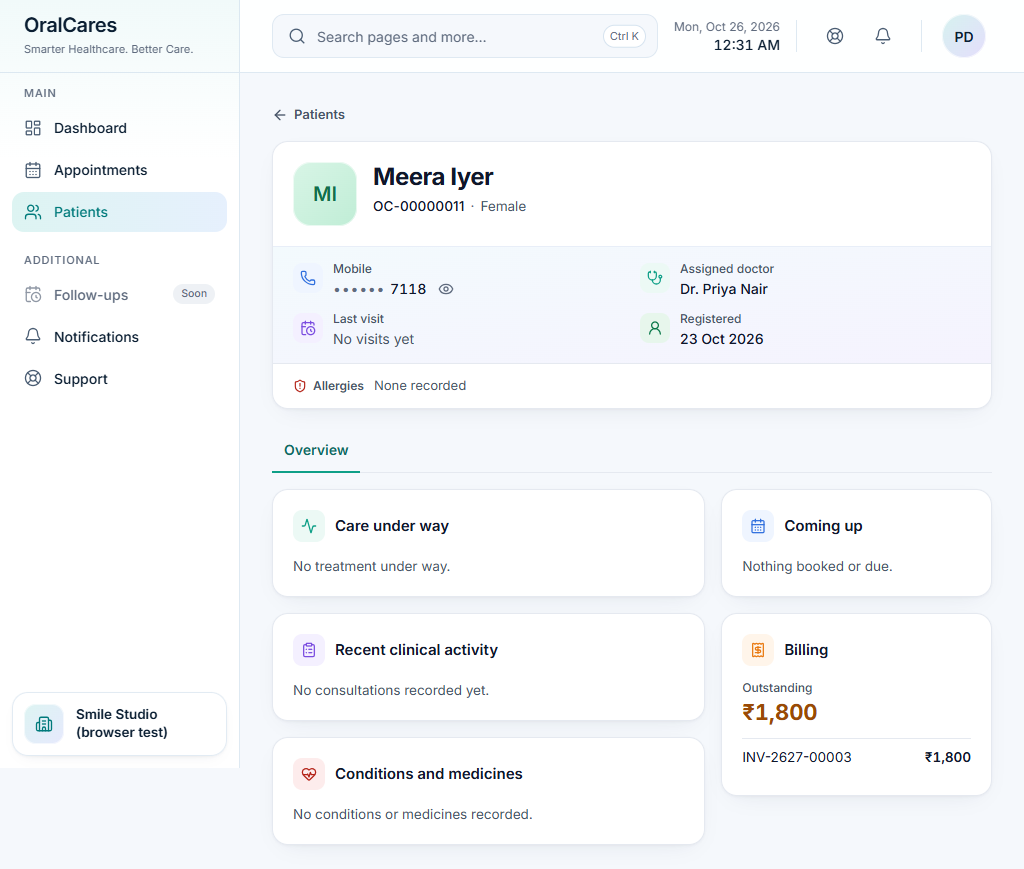 OralCares
Smarter Healthcare. Better Care.
Search pages and more...
Ctrl K
Mon, Oct 26, 2026
12:31 AM
PD
MAIN
Dashboard
Appointments
Patients
ADDITIONAL
Follow-ups
Soon
Notifications
Support
Smile Studio
(browser test)
Patients
MI
Meera Iyer
OC-00000011 · Female
Mobile
•••••• 7118
Assigned doctor
Dr. Priya Nair
Last visit
No visits yet
Registered
23 Oct 2026
Allergies None recorded
Overview
Care under way
No treatment under way.
Coming up
Nothing booked or due.
Recent clinical activity
No consultations recorded yet.
Billing
Outstanding
₹1,800
INV-2627-00003 ₹1,800
Conditions and medicines
No conditions or medicines recorded.